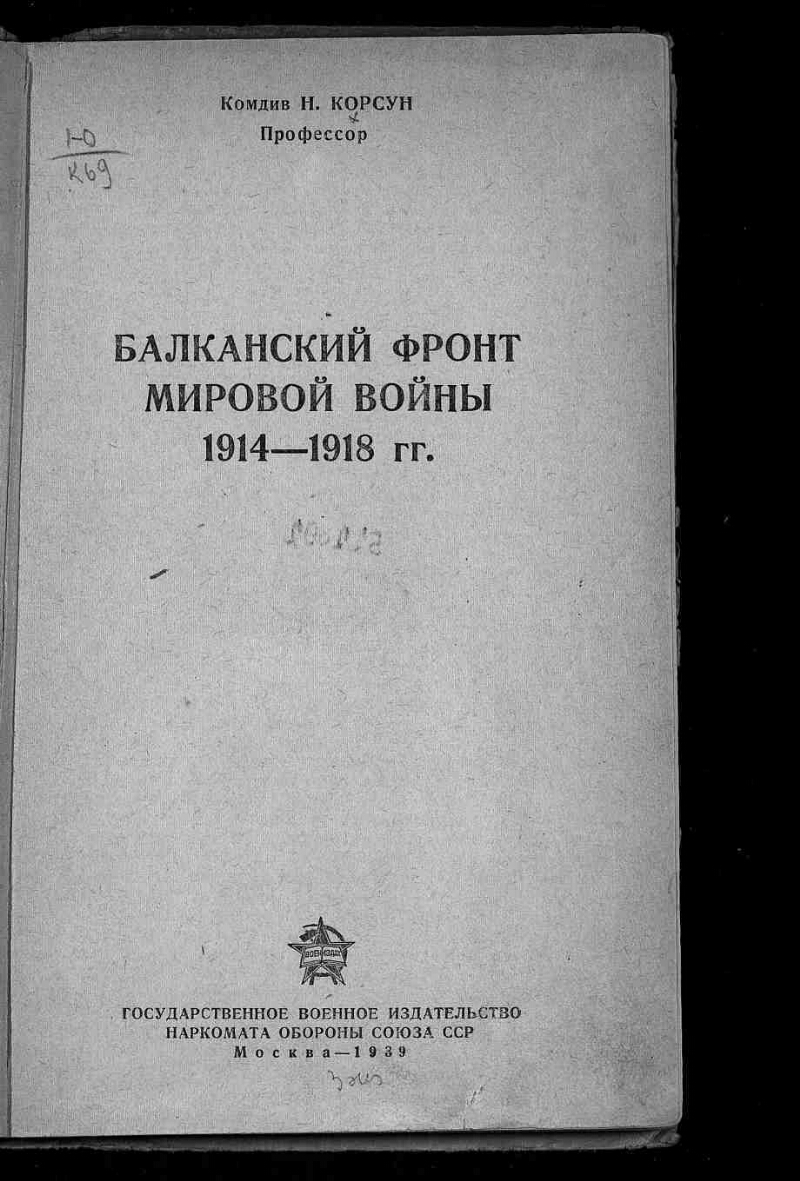 Комдив Н. КОРСУН
Профессор
К69
БАЛКАНСКИЙ ФРОНТ
МИРОВОЙ ВОЙНЫ
1914—1918 гг.
ГОСУДАРСТВЕННОЕ ВОЕННОЕ ИЗДАТЕЛЬСТВО
НАРКОМАТА ОБОРОНЫ СОЮЗА ССР
Москва—1939